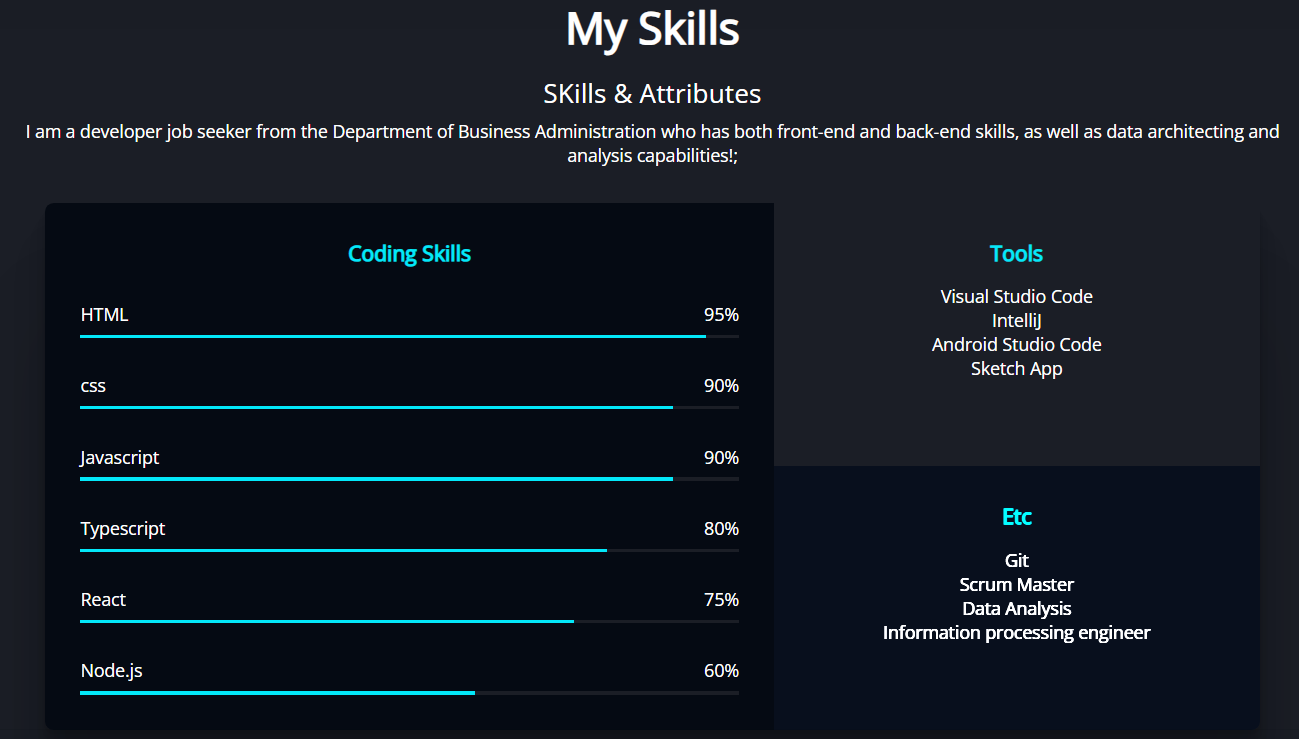 My Skills
SKills & Attributes
I am a developer job seeker from the Department of Business Administration who has both front-end and back-end skills, as well as data architecting and
analysis capabilities!;
Coding Skills
HTML 95%
css 90%
Javascript 90%
Typescript 80%
React 75%
Node.js 60%
Tools
Visual Studio Code
IntelliJ
Android Studio Code
Sketch App
Etc
Git
Scrum Master
Data Analysis
Information processing engineer